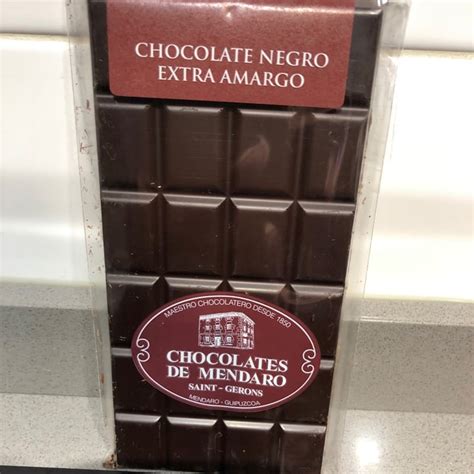 CHOCOLATE NEGRO
EXTRA AMARGO
MAESTRO CHOCOLATERO DESDE 1850
CHOCOLATES
DE MENDARO
SAINT - GERONS
MENDARO - GUIPUZCOA